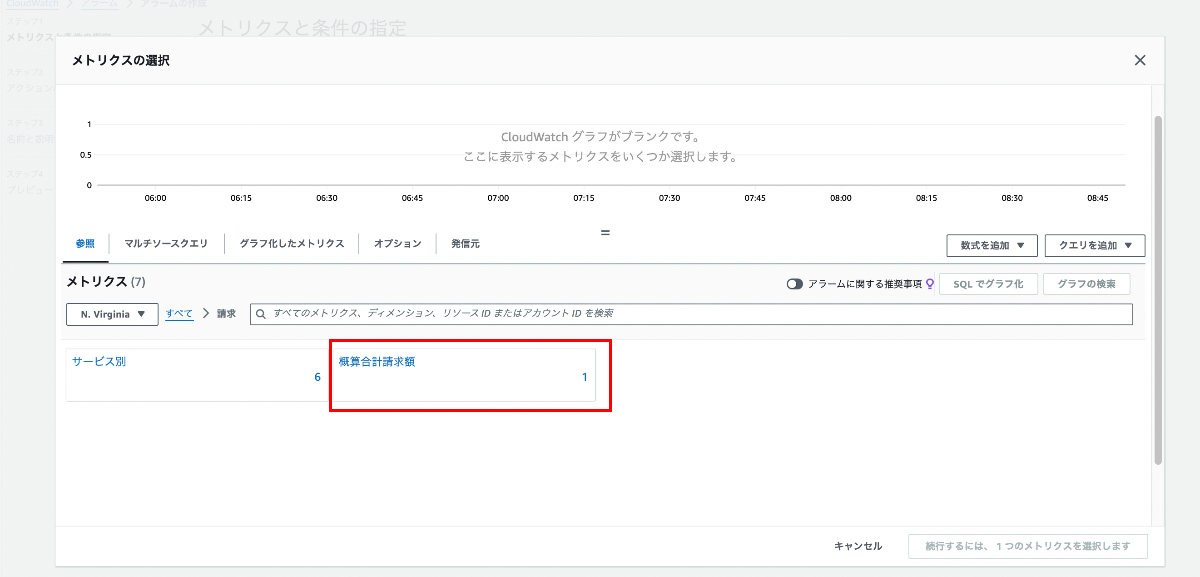 CloudWatch > アラーム > アラームの作成
メトリクスと条件の指定
ステップ1
メトリクスと条件の指定
ステップ2
アクション
ステップ3
名前と説明
ステップ4
プレビュー
メトリクスの選択
1
0.5
0
CloudWatch グラフがブランクです。
ここに表示するメトリクスをいくつか選択します。
06:00 06:15 06:30 06:45 07:00 07:15 07:30 07:45 08:00 08:15 08:30 08:45
参照 マルチソースクエリ グラフ化したメトリクス オプション 発信元 数式を追加 クエリを追加
メトリクス (7) アラームに関する推奨事項 SQL でグラフ化 グラフの検索
N. Virginia すべて > 請求 すべてのメトリクス、ディメンション、リソース ID またはアカウント ID を検索
サービス別 6
概算合計請求額 1
キャンセル 続行するには、1 つのメトリクスを選択します